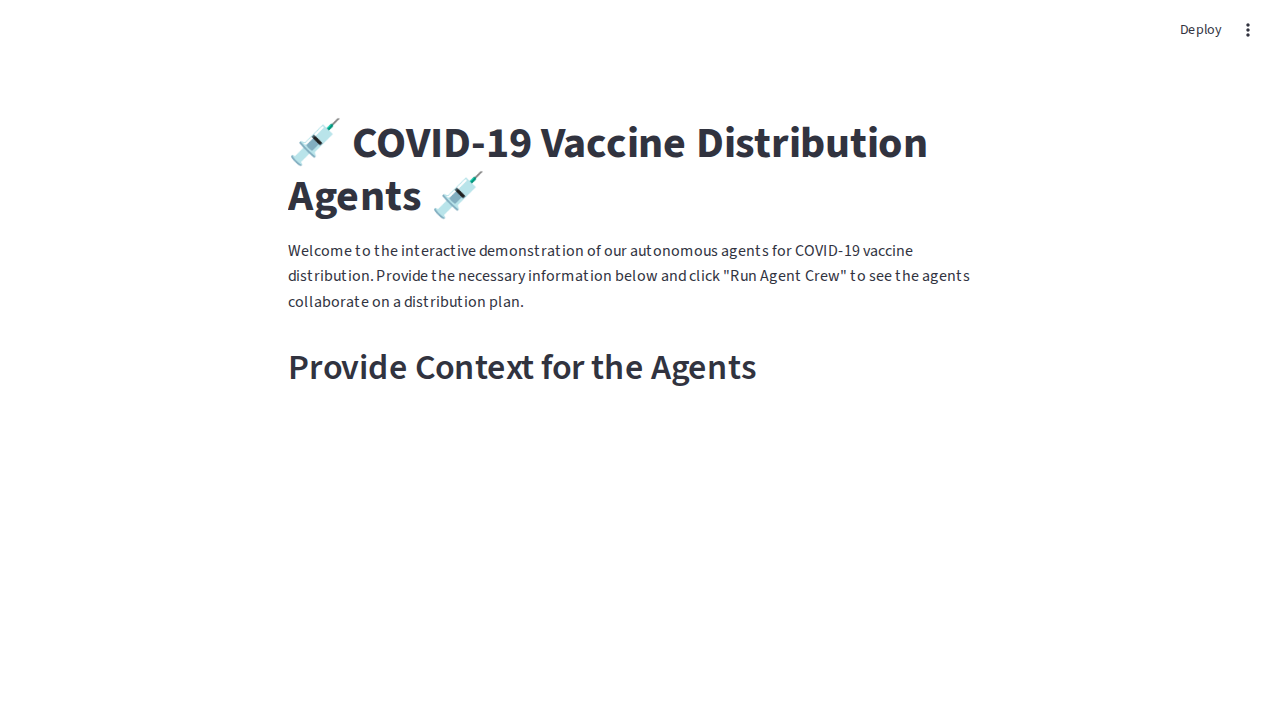 Deploy
💉 COVID-19 Vaccine Distribution
Agents 💉
Welcome to the interactive demonstration of our autonomous agents for COVID-19 vaccine
distribution. Provide the necessary information below and click "Run Agent Crew" to see the agents
collaborate on a distribution plan.
Provide Context for the Agents